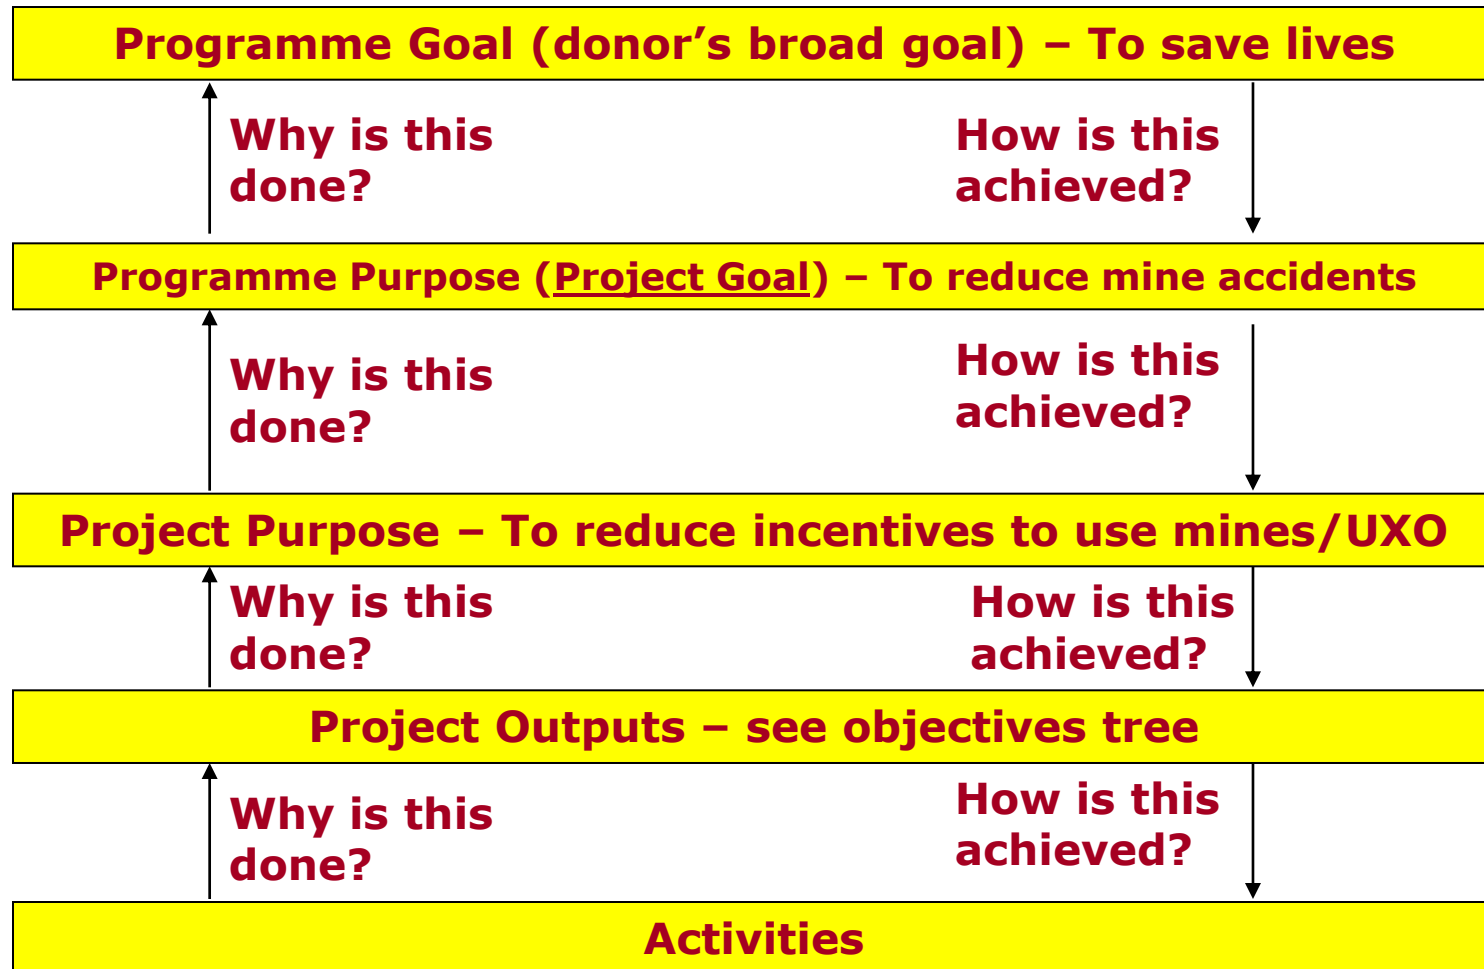 Programme Goal (donor’s broad goal) – To save lives
Why is this
done?
How is this
achieved?
Programme Purpose (Project Goal) – To reduce mine accidents
Why is this
done?
How is this
achieved?
Project Purpose – To reduce incentives to use mines/UXO
Why is this
done?
How is this
achieved?
Project Outputs – see objectives tree
Why is this
done?
How is this
achieved?
Activities